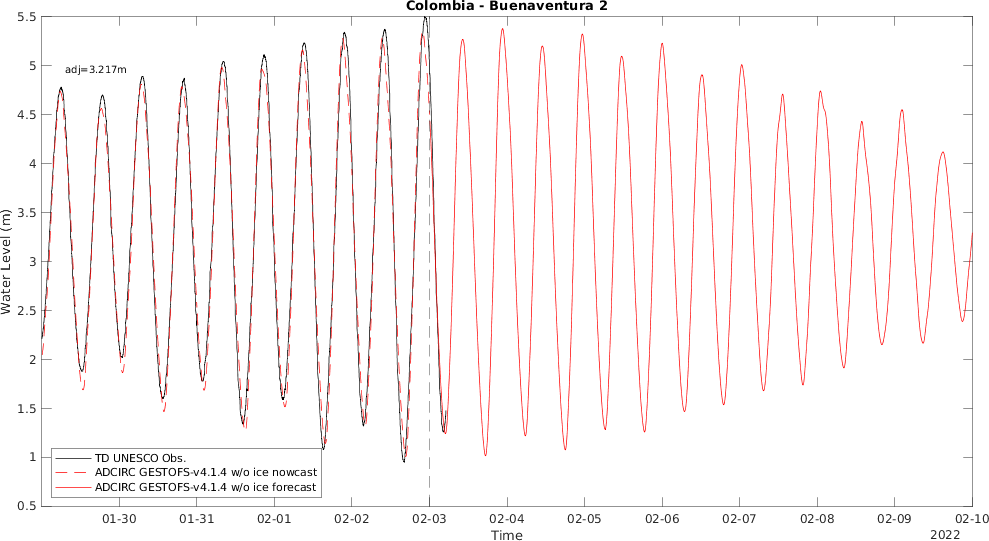 Colombia - Buenaventura 2
5.5
5
4.5
4
3.5
3
2.5
2
1.5
1
0.5
Water Level (m)
adj=3.217m
TD UNESCO Obs.
ADCIRC GESTOFS-v4.1.4 w/o ice nowcast
ADCIRC GESTOFS-v4.1.4 w/o ice forecast
01-30 01-31 02-01 02-02 02-03 02-04 02-05 02-06 02-07 02-08 02-09 02-10
Time
2022